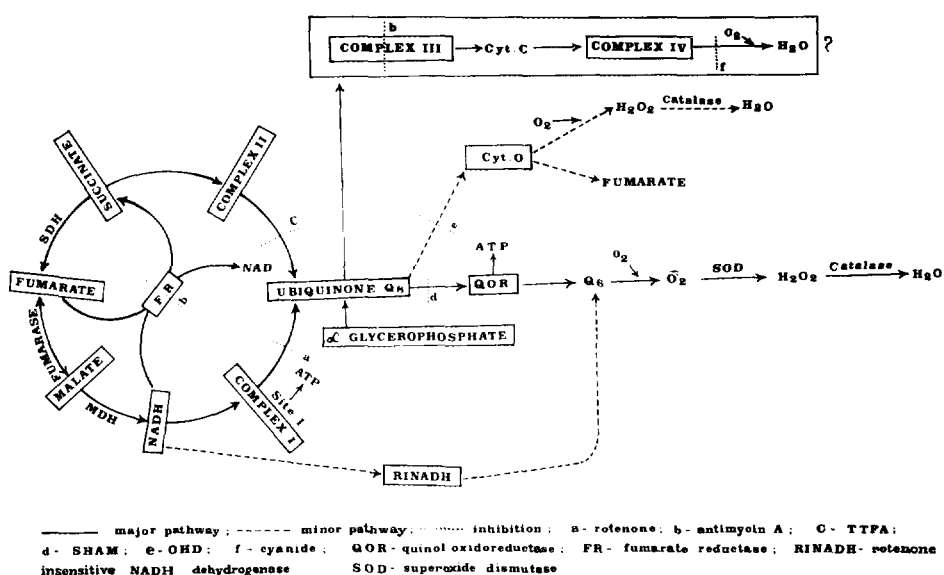 b
COMPLEX III
Cyt. C
COMPLEX IV
O₂
H₂O
?
f
O₂
H₂O₂
Catalase
H₂O
Cyt. O
FUMARATE
SUCCINATE
COMPLEX II
SDH
C
e
FUMARATE
FR
b
NAD
UBIQUINONE Q₈
d
ATP
QOR
Q₆
O₂
Ō₂
SOD
H₂O₂
Catalase
H₂O
∝ GLYCEROPHOSPHATE
FUMARASE
MALATE
MDH
NADH
a
ATP
Site I
COMPLEX I
RINADH
major pathway; minor pathway; inhibition; a-rotenone; b-antimycin A; C-TTFA;
d-SHAM; e-OHD; f-cyanide; QOR-quinol oxidoreductase; FR-fumarate reductase; RINADH-rotenone
insensitive NADH dehydrogenase SOD-superoxide dismutase